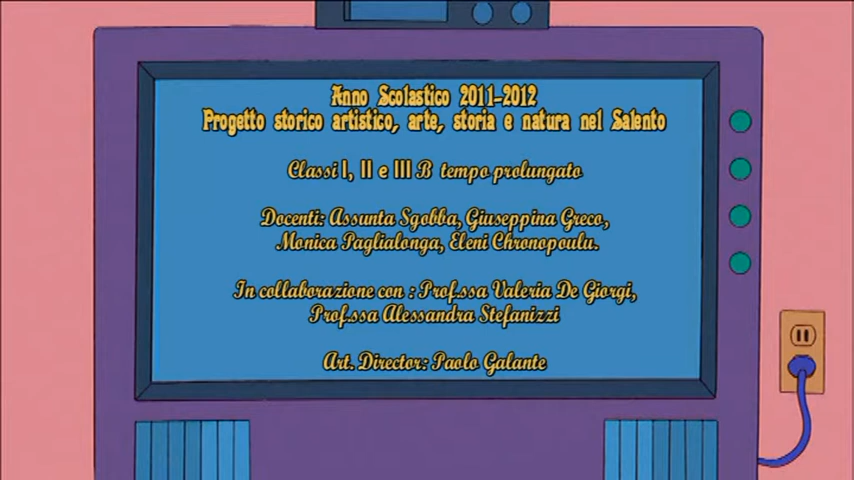 Anno Scolastico 2011-2012
Progetto storico artistico, arte, storia e natura nel Salento
Classi I, II e III B tempo prolungato
Docenti: Assunta Sgobba, Giuseppina Greco,
Monica Paglialonga, Eleni Chronopoulu.
In collaborazione con : Prof.ssa Valeria De Giorgi,
Prof.ssa Alessandra Stefanizzi
Art. Director: Paolo Galante